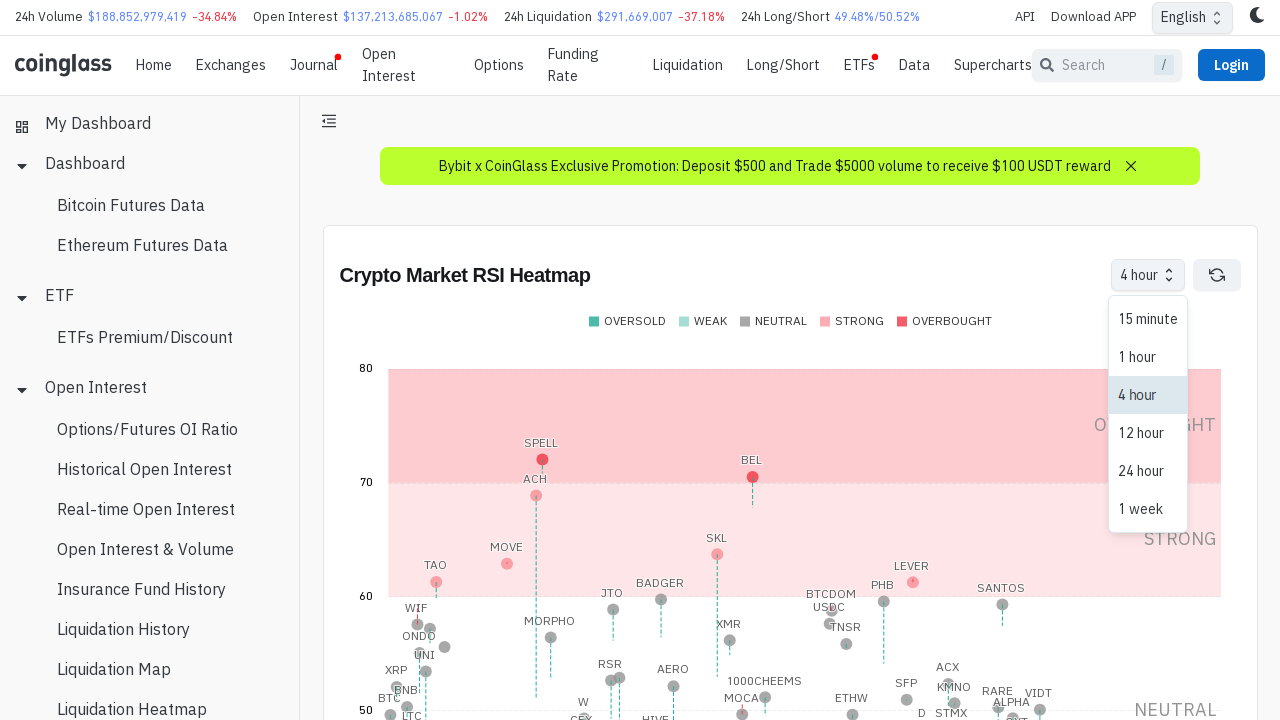 24h Volume $188,852,979,419 -34.84% Open Interest $137,213,685,067 -1.02% 24h Liquidation $291,669,007 -37.18% 24h Long/Short 49.48%/50.52% API Download APP English
coinglass Home Exchanges Journal Open Interest Options Funding Rate Liquidation Long/Short ETFs Data Supercharts Search / Login
My Dashboard
Dashboard
Bitcoin Futures Data
Ethereum Futures Data
ETF
ETFs Premium/Discount
Open Interest
Options/Futures OI Ratio
Historical Open Interest
Real-time Open Interest
Open Interest & Volume
Insurance Fund History
Liquidation History
Liquidation Map
Liquidation Heatmap
Bybit x CoinGlass Exclusive Promotion: Deposit $500 and Trade $5000 volume to receive $100 USDT reward
Crypto Market RSI Heatmap
4 hour
15 minute
1 hour
4 hour
12 hour
24 hour
1 week
OVERSOLD WEAK NEUTRAL STRONG OVERBOUGHT
80
SPELL
BEL
70
ACH
SKL
STRONG
MOVE
TAO
LEVER
PHB
SANTOS
BADGER
JTO
BTCDOM
60
WIF
USDC
MORPHO
XMR
TNSR
ONDO
UNI
RSR
AERO
ACX
XRP
1000CHEEMS
SFP
KMNO
BNB
RARE
VIDT
BTC
MOCA
ETHW
W
ALPHA
50
LTC
D
STMX
NEUTRAL
HIVE